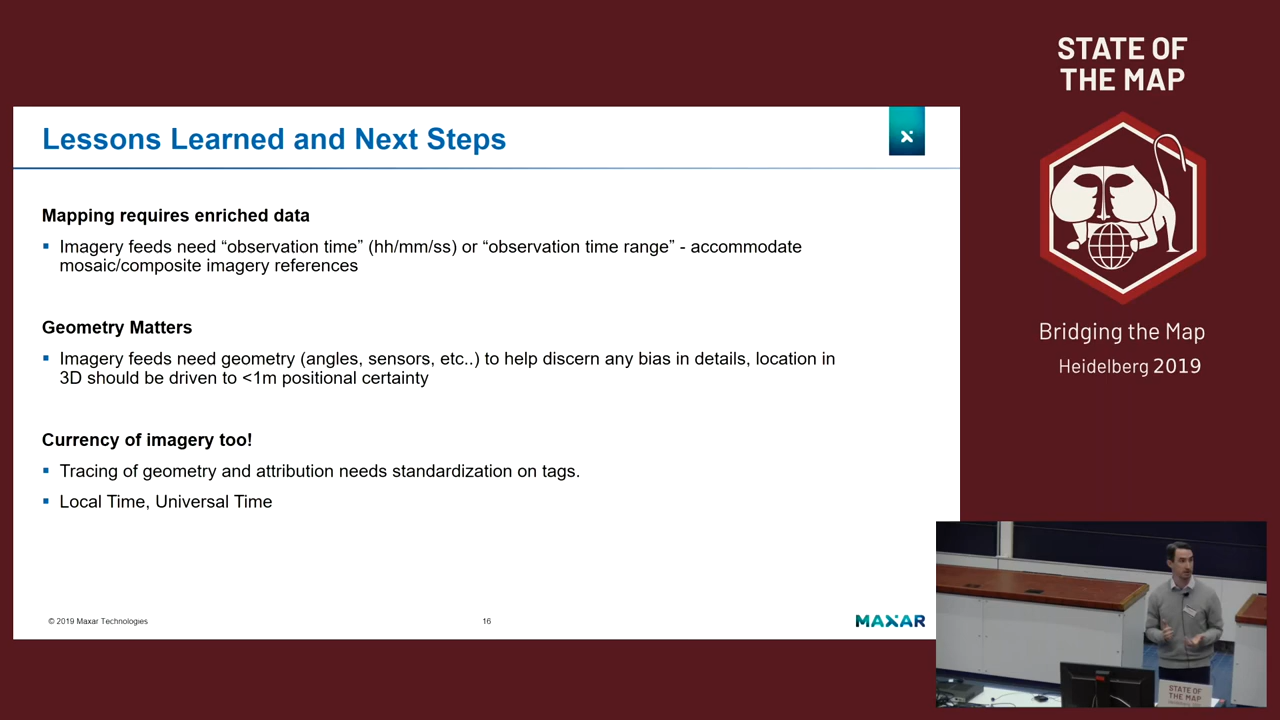 Lessons Learned and Next Steps
Mapping requires enriched data
Imagery feeds need “observation time” (hh/mm/ss) or “observation time range” - accommodate
mosaic/composite imagery references
Geometry Matters
Imagery feeds need geometry (angles, sensors, etc..) to help discern any bias in details, location in
3D should be driven to <1m positional certainty
Currency of imagery too!
Tracing of geometry and attribution needs standardization on tags.
Local Time, Universal Time
© 2019 Maxar Technologies
16
MAXAR
STATE OF
THE MAP
Bridging the Map
Heidelberg 2019
STATE OF
THE MAP